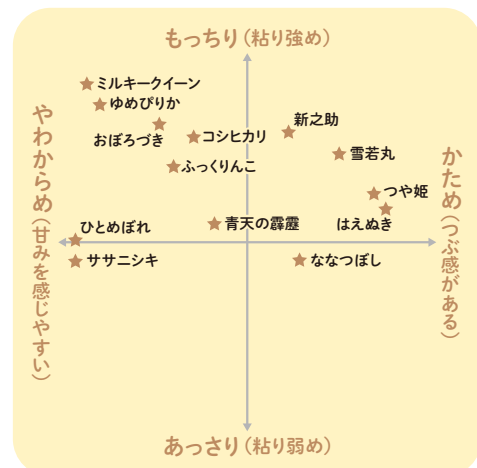 もっちり（粘り強め）
ミルキークイーン
ゆめぴりか
おぼろづき
コシヒカリ
新之助
雪若丸
ふっくりんこ
つや姫
はえぬき
青天の霹靂
ひとめぼれ
ササニシキ
ななつぼし
やわからめ（甘みを感じやすい）
かため（つぶ感がある）
あっさり（粘り弱め）